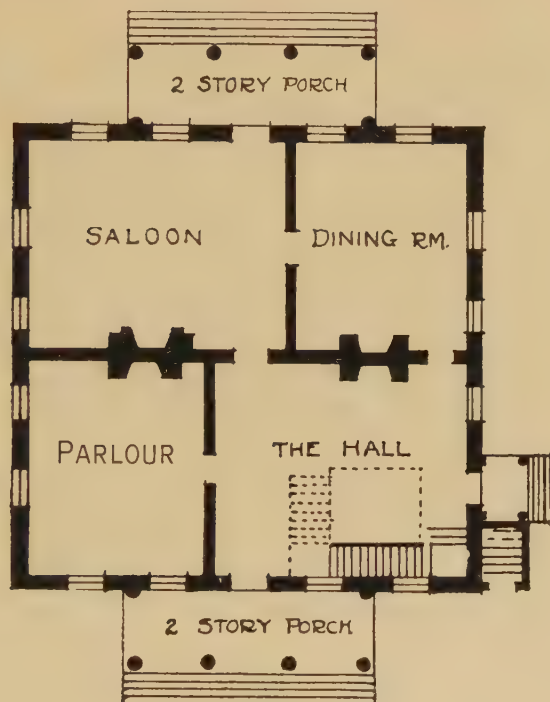 2 STORY PORCH
SALOON
DINING RM.
PARLOUR
THE HALL
2 STORY PORCH